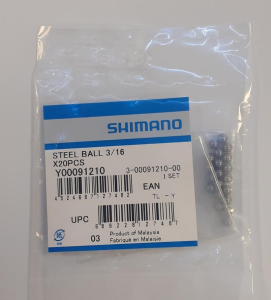 SHIMANO
STEEL BALL 3/16
X20PCS
Y00091210
3-00091210-00
1 SET
EAN
TL - Y
UPC
03
Product of Malaysia
Fabriqué en Malaisie